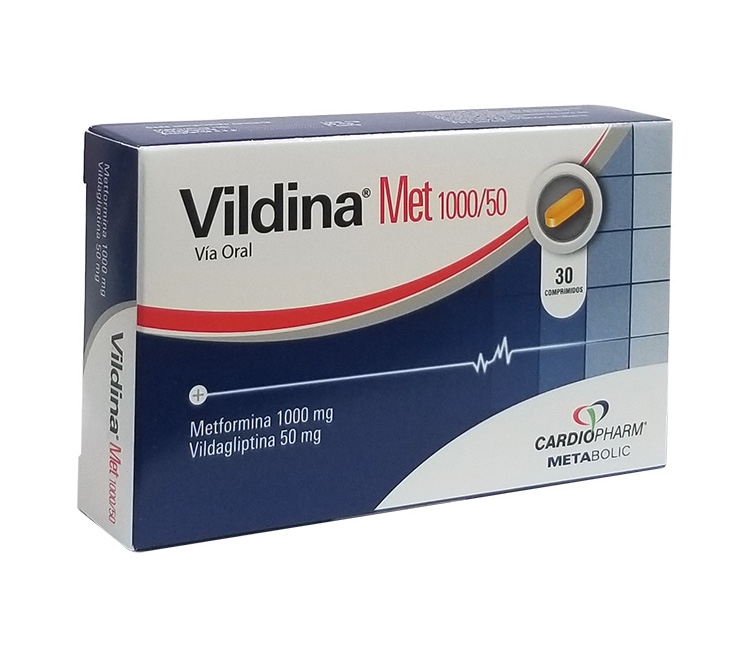 Vildina® Met 1000/50
Vía Oral
30
COMPRIMIDOS
Metformina 1000 mg
Vildagliptina 50 mg
CARDIOPHARM®
METABOLIC
Metformina 1000 mg
Vildagliptina 50 mg
Vildina® Met 1000/50